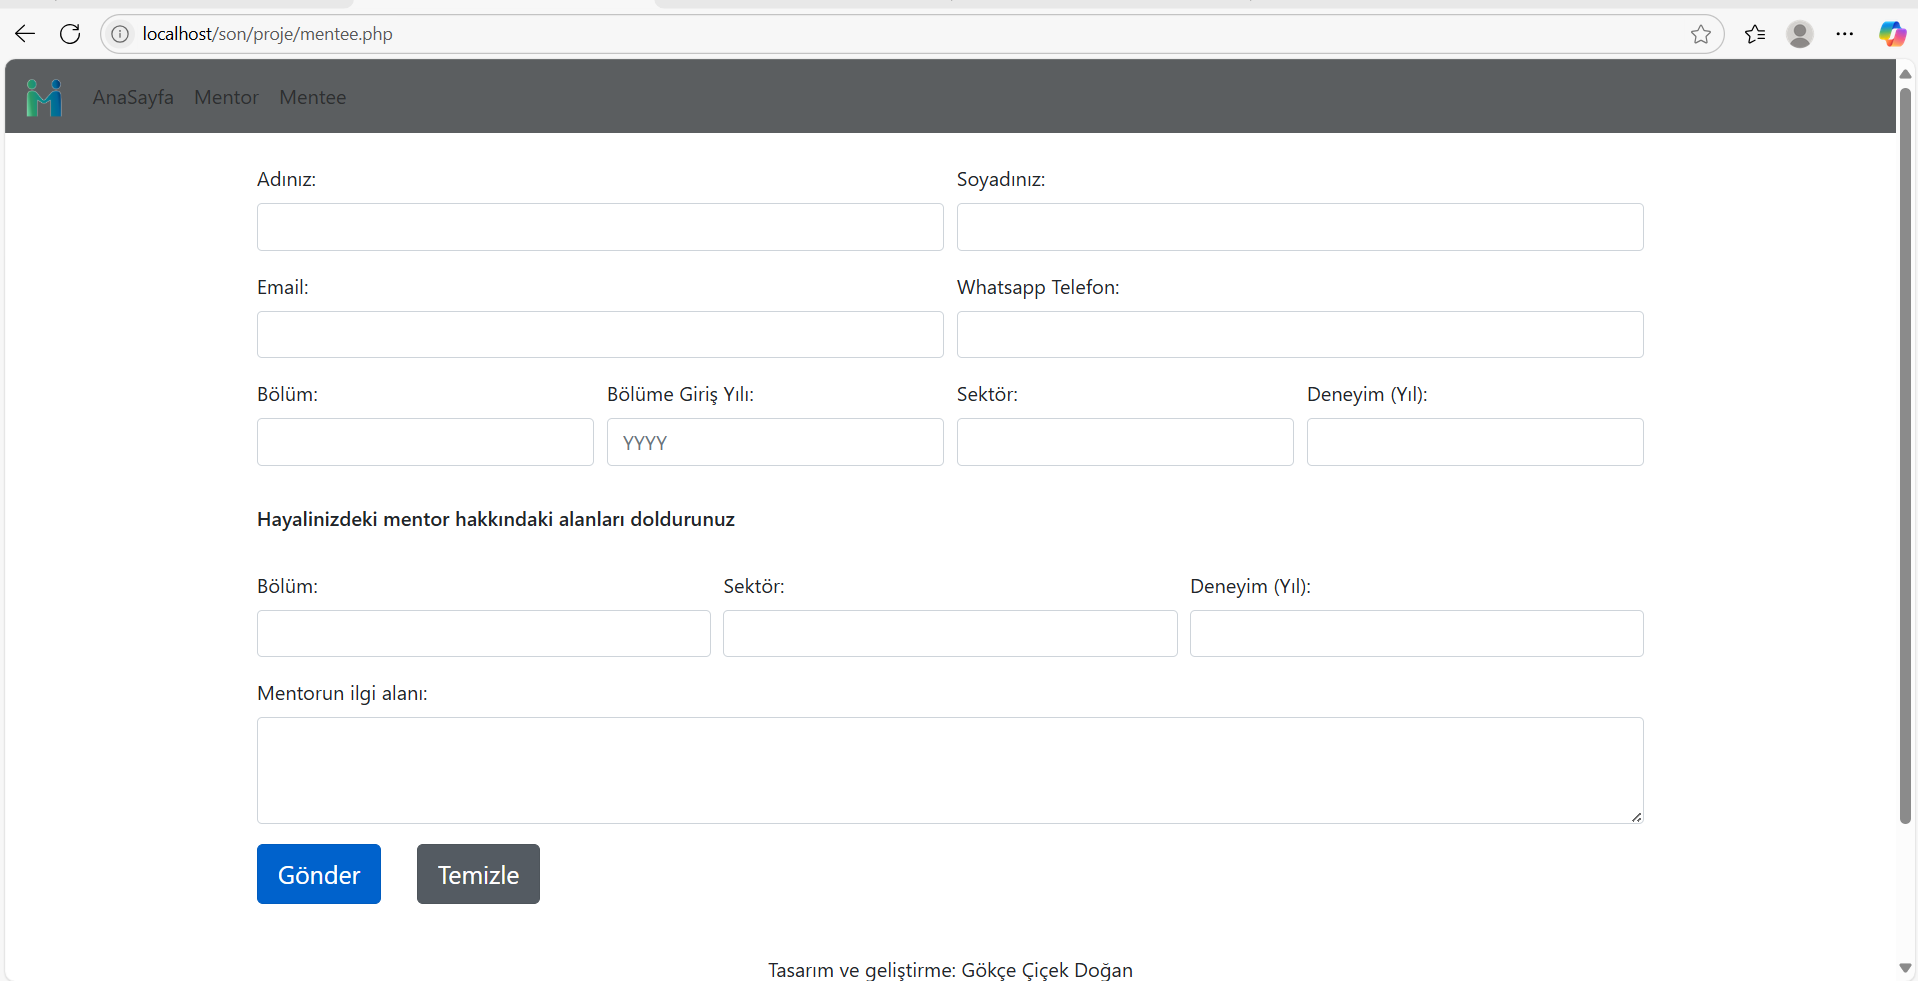 localhost/son/proje/mentee.php
AnaSayfa Mentor Mentee
Adınız: Soyadınız:
Email: Whatsapp Telefon:
Bölüm: Bölüme Giriş Yılı: Sektör: Deneyim (Yıl):
YYYY
Hayalinizdeki mentor hakkındaki alanları doldurunuz
Bölüm: Sektör: Deneyim (Yıl):
Mentorun ilgi alanı:
Gönder Temizle
Tasarım ve geliştirme: Gökçe Çiçek Doğan